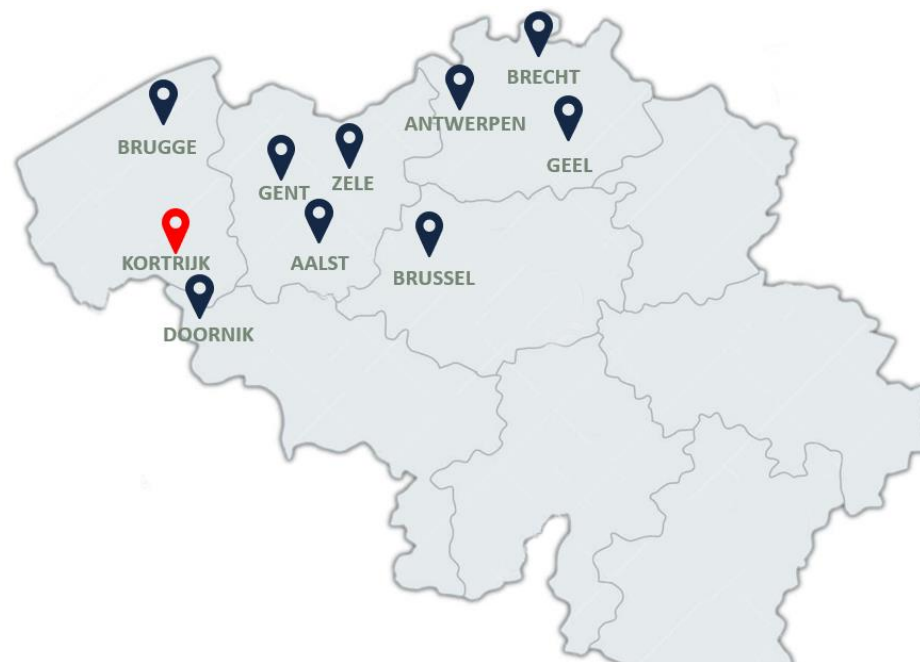 BRECHT
ANTWERPEN
BRUGGE
GEEL
ZELE
GENT
KORTRIJK
AALST
BRUSSEL
DOORNIK